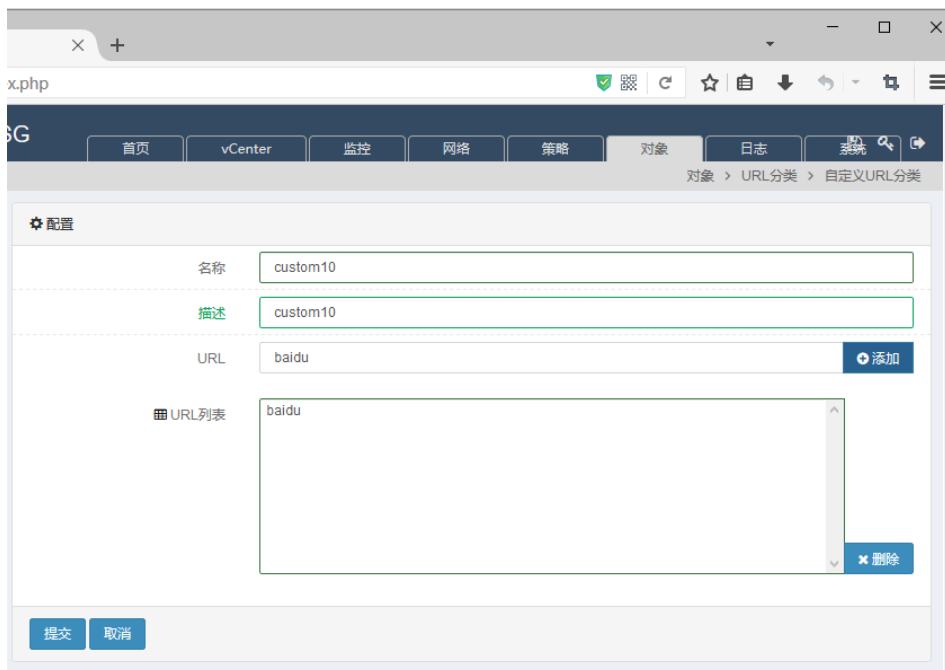 x.php
SG
首页 vCenter 监控 网络 策略 对象 日志 系统
对象 > URL分类 > 自定义URL分类
配置
名称 custom10
描述 custom10
URL baidu 添加
URL列表 baidu
删除
提交 取消